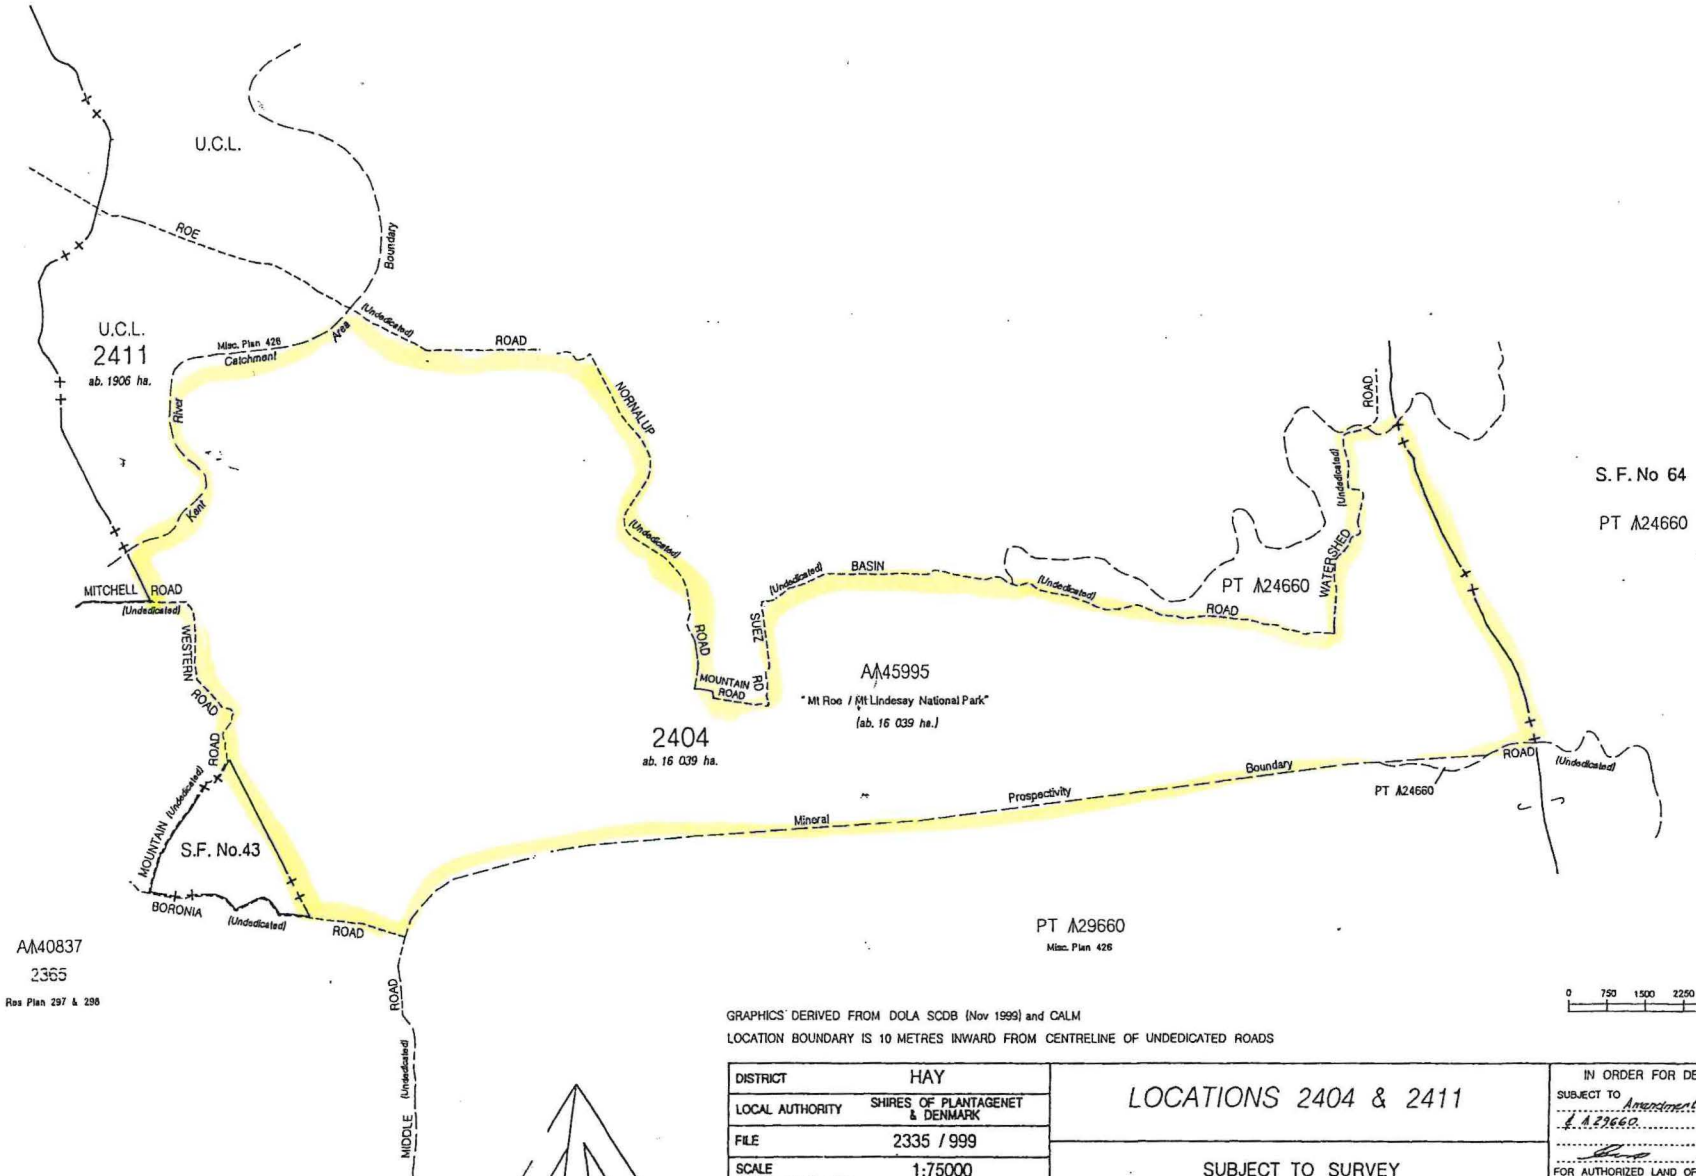 U.C.L.
ROE
Boundary
(Undedicated)
Area
ROAD
U.C.L.
2411
ab. 1906 ha.
Misc. Plan 426
Catchment
River
Kent
NORNALUP
(Undedicated)
ROAD
MOUNTAIN
ROAD
SUEZ
RD
(Undedicated)
BASIN
(Undedicated)
ROAD
PT A24660
WATERSHED
(Undedicated)
ROAD
S.F. No 64
PT A24660
MITCHELL ROAD
(Undedicated)
WESTERN
ROAD
ROAD
MOUNTAIN (Undedicated)
S.F. No.43
BORONIA
(Undedicated)
ROAD
A45995
"Mt Roe / Mt Lindesay National Park"
(ab. 16 039 ha.)
2404
ab. 16 039 ha.
Mineral
Prospectivity
Boundary
ROAD
(Undedicated)
PT A24660
A40837
2365
Res Plan 297 & 298
PT A29660
Misc. Plan 426
ROAD
(Undedicated)
MIDDLE
0 750 1500 2250
GRAPHICS DERIVED FROM DOLA SCDB (Nov 1999) and CALM
LOCATION BOUNDARY IS 10 METRES INWARD FROM CENTRELINE OF UNDEDICATED ROADS
DISTRICT HAY
LOCAL AUTHORITY SHIRES OF PLANTAGENET
& DENMARK
FILE 2335 / 999
SCALE 1:75000
LOCATIONS 2404 & 2411
SUBJECT TO SURVEY
IN ORDER FOR DE
SUBJECT TO Amendment
& A 29660
FOR AUTHORIZED LAND OF